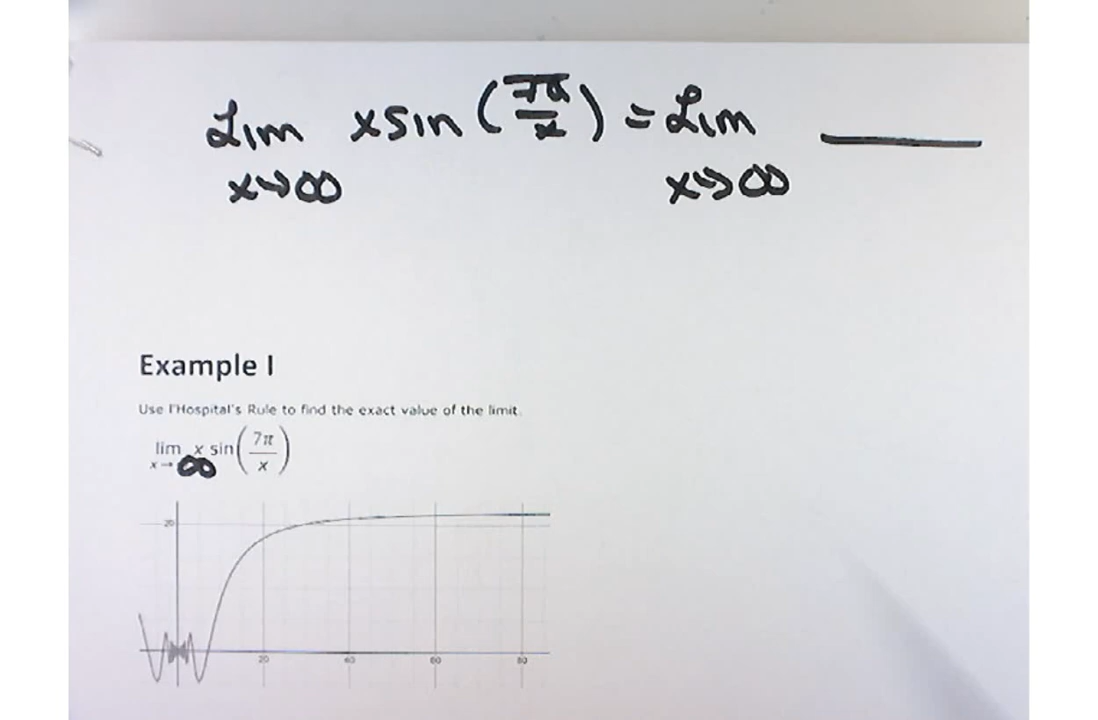 Lim x sin (7π/x) = Lim ___
x→∞ x→∞
Example I
Use l'Hospital's Rule to find the exact value of the limit.
lim x sin(7π/x)
x→∞
20
20 40 60 80